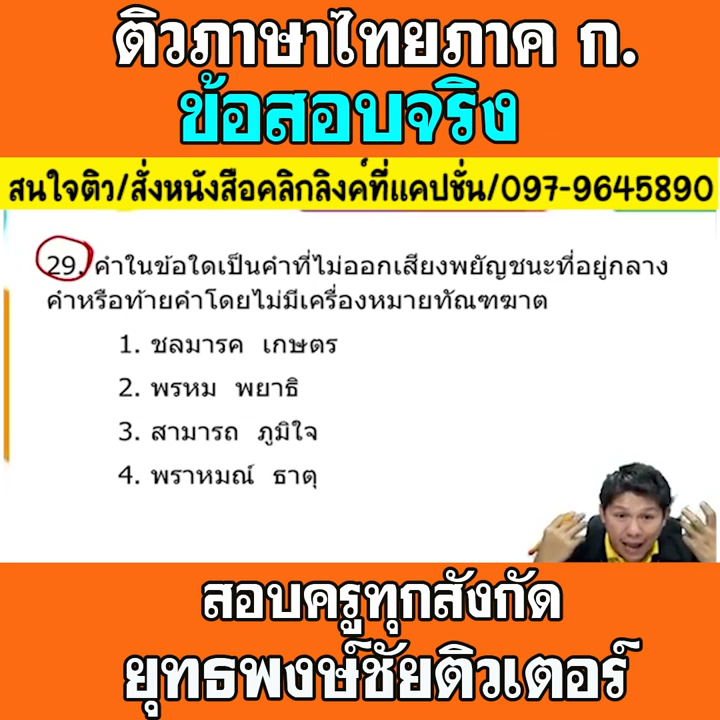 ติวภาษาไทยภาค ก.
ข้อสอบจริง
สนใจติว/สั่งหนังสือคลิกลิงค์ที่แคปชั่น/097-9645890
29. คำในข้อใดเป็นคำที่ไม่ออกเสียงพยัญชนะที่อยู่กลาง
คำหรือท้ายคำโดยไม่มีเครื่องหมายทัณฑฆาต
1. ชลมารค เกษตร
2. พรหม พยาธิ
3. สามารถ ภูมิใจ
4. พราหมณ์ ธาตุ
สอบครูทุกสังกัด
ยุทธพงษ์ชัยติวเตอร์